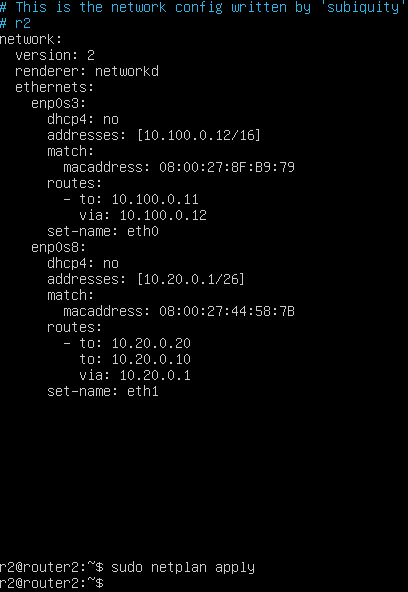 # This is the network config written by 'subiquity'
# r2
network:
  version: 2
  renderer: networkd
  ethernets:
    enp0s3:
      dhcp4: no
      addresses: [10.100.0.12/16]
      match:
        macaddress: 08:00:27:8F:B9:79
      routes:
        - to: 10.100.0.11
          via: 10.100.0.12
      set-name: eth0
    enp0s8:
      dhcp4: no
      addresses: [10.20.0.1/26]
      match:
        macaddress: 08:00:27:44:58:7B
      routes:
        - to: 10.20.0.20
          to: 10.20.0.10
          via: 10.20.0.1
      set-name: eth1
r2@router2:~$ sudo netplan apply
r2@router2:~$